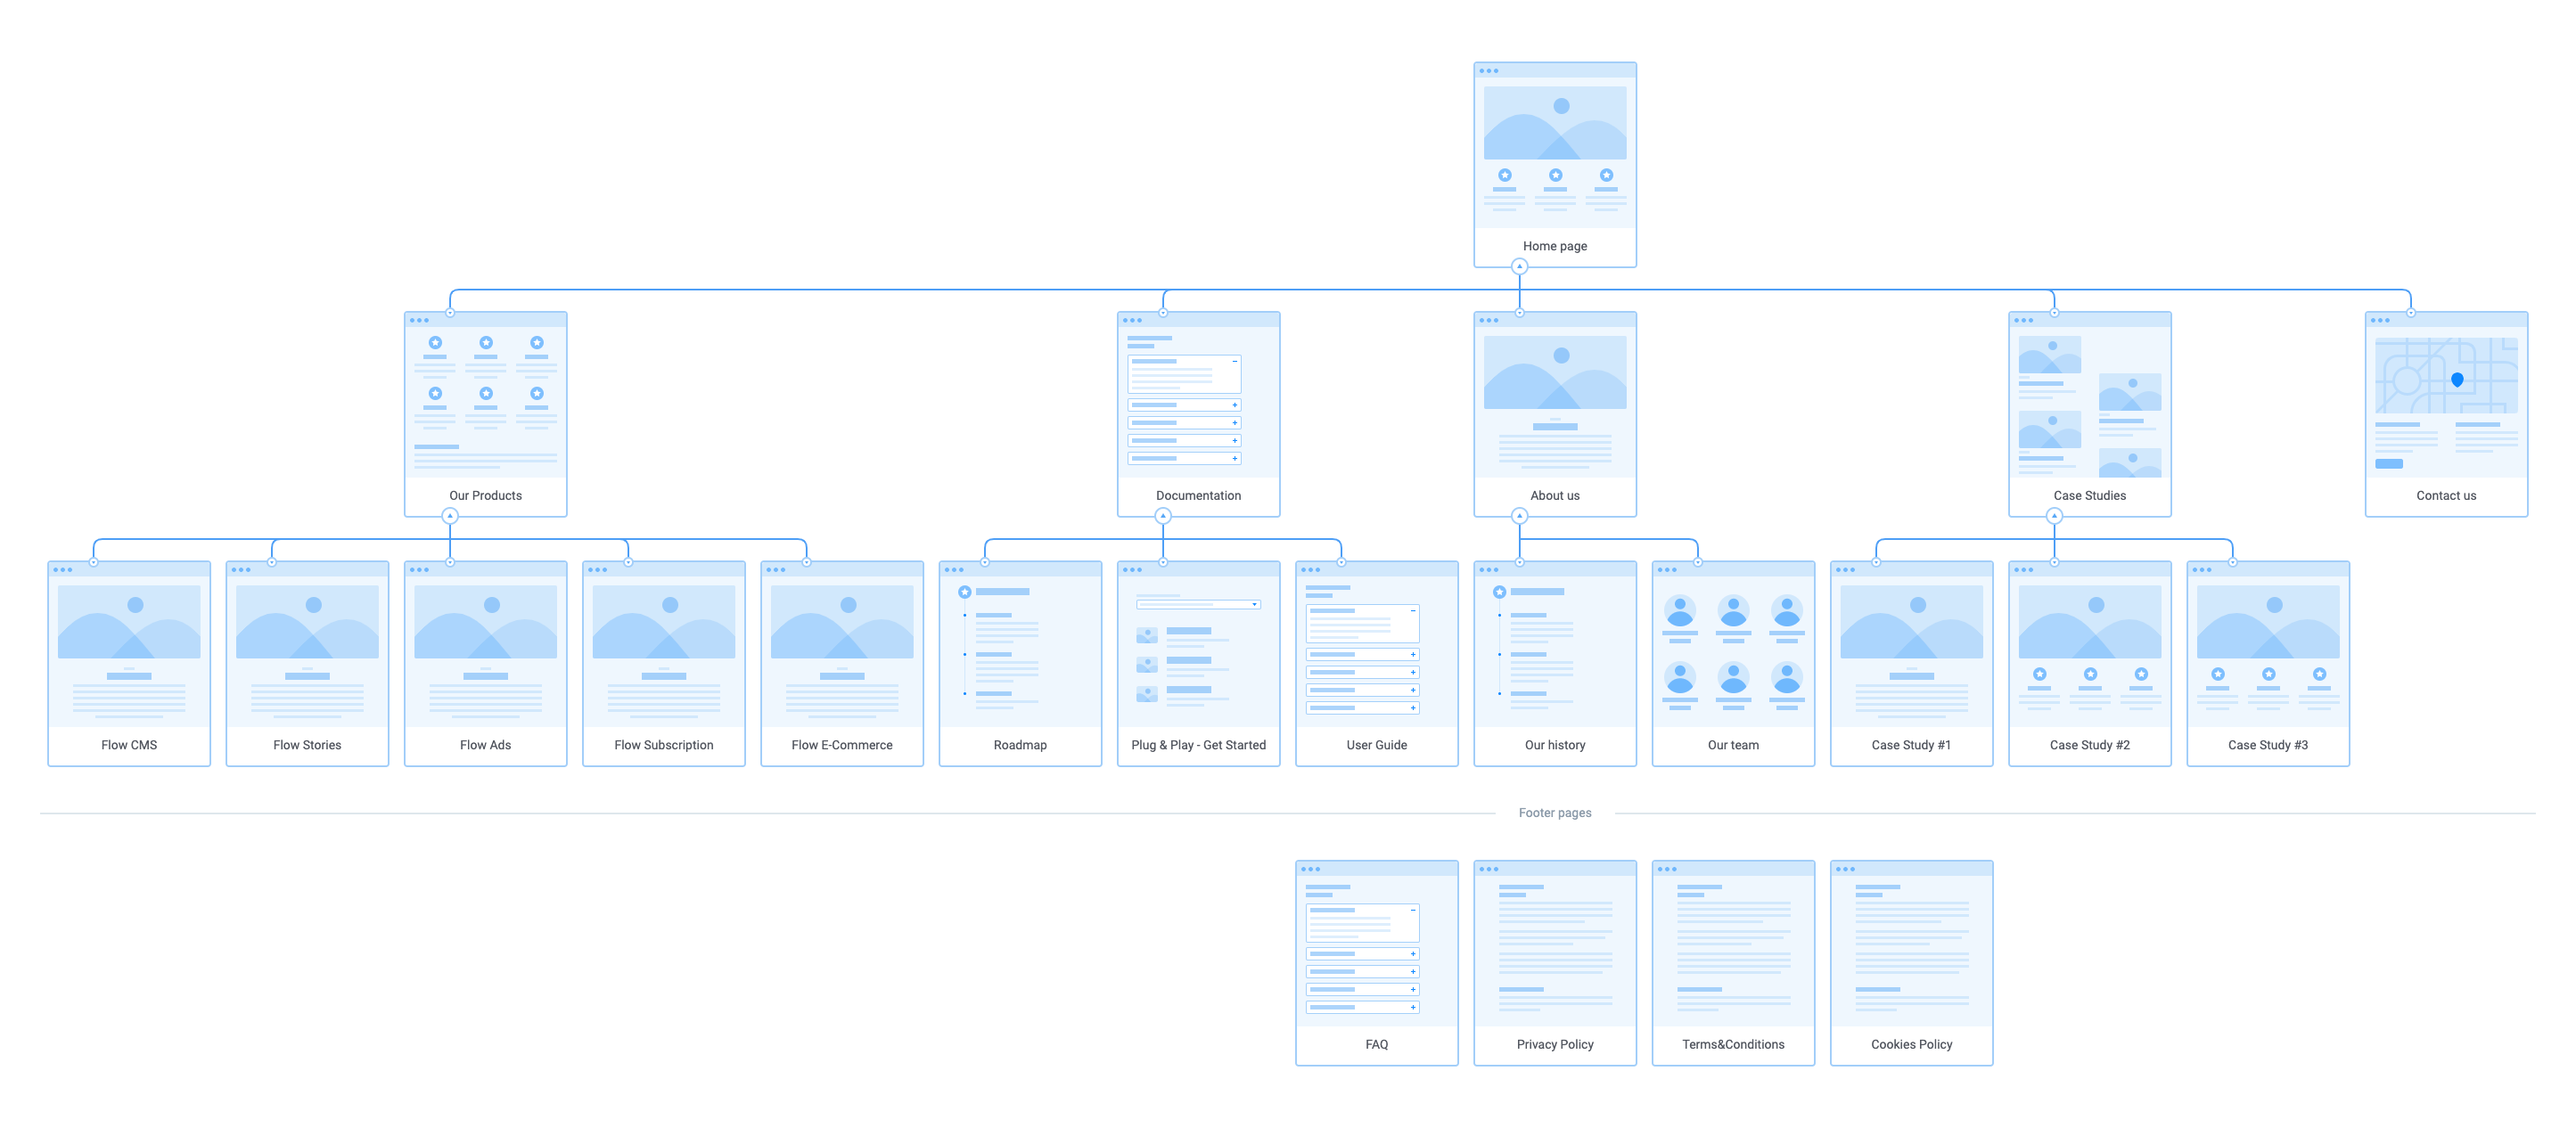 Home page
Our Products
Documentation
About us
Case Studies
Contact us
Flow CMS
Flow Stories
Flow Ads
Flow Subscription
Flow E-Commerce
Roadmap
Plug & Play - Get Started
User Guide
Our history
Our team
Case Study #1
Case Study #2
Case Study #3
Footer pages
FAQ
Privacy Policy
Terms&Conditions
Cookies Policy